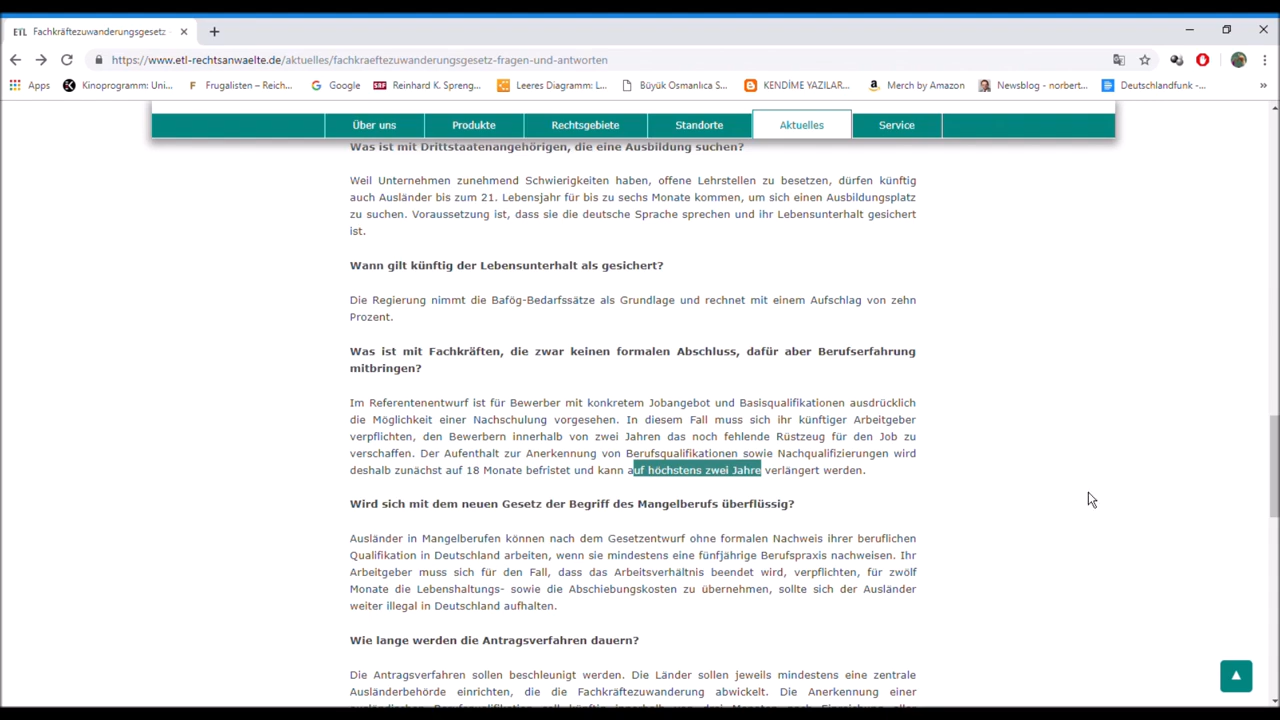 ETL Fachkräftezuwanderungsgesetz
https://www.etl-rechtsanwaelte.de/aktuelles/fachkraeftezuwanderungsgesetz-fragen-und-antworten
Apps Kinoprogramm: Uni... Frugalisten – Reich... Google SRF Reinhard K. Spreng... Leeres Diagramm: L... Büyük Osmanlica S... KENDİME YAZILAR... Merch by Amazon Newsblog - norbert... Deutschlandfunk -... »
Über uns Produkte Rechtsgebiete Standorte Aktuelles Service
Was ist mit Drittstaatenangehörigen, die eine Ausbildung suchen?
Weil Unternehmen zunehmend Schwierigkeiten haben, offene Lehrstellen zu besetzen, dürfen künftig
auch Ausländer bis zum 21. Lebensjahr für bis zu sechs Monate kommen, um sich einen Ausbildungsplatz
zu suchen. Voraussetzung ist, dass sie die deutsche Sprache sprechen und ihr Lebensunterhalt gesichert
ist.
Wann gilt künftig der Lebensunterhalt als gesichert?
Die Regierung nimmt die Bafög-Bedarfssätze als Grundlage und rechnet mit einem Aufschlag von zehn
Prozent.
Was ist mit Fachkräften, die zwar keinen formalen Abschluss, dafür aber Berufserfahrung
mitbringen?
Im Referentenentwurf ist für Bewerber mit konkretem Jobangebot und Basisqualifikationen ausdrücklich
die Möglichkeit einer Nachschulung vorgesehen. In diesem Fall muss sich ihr künftiger Arbeitgeber
verpflichten, den Bewerbern innerhalb von zwei Jahren das noch fehlende Rüstzeug für den Job zu
verschaffen. Der Aufenthalt zur Anerkennung von Berufsqualifikationen sowie Nachqualifizierungen wird
deshalb zunächst auf 18 Monate befristet und kann auf höchstens zwei Jahre verlängert werden.
Wird sich mit dem neuen Gesetz der Begriff des Mangelberufs überflüssig?
Ausländer in Mangelberufen können nach dem Gesetzentwurf ohne formalen Nachweis ihrer beruflichen
Qualifikation in Deutschland arbeiten, wenn sie mindestens eine fünfjährige Berufspraxis nachweisen. Ihr
Arbeitgeber muss sich für den Fall, dass das Arbeitsverhältnis beendet wird, verpflichten, für zwölf
Monate die Lebenshaltungs- sowie die Abschiebungskosten zu übernehmen, sollte sich der Ausländer
weiter illegal in Deutschland aufhalten.
Wie lange werden die Antragsverfahren dauern?
Die Antragsverfahren sollen beschleunigt werden. Die Länder sollen jeweils mindestens eine zentrale
Ausländerbehörde einrichten, die die Fachkräftezuwanderung abwickelt. Die Anerkennung einer